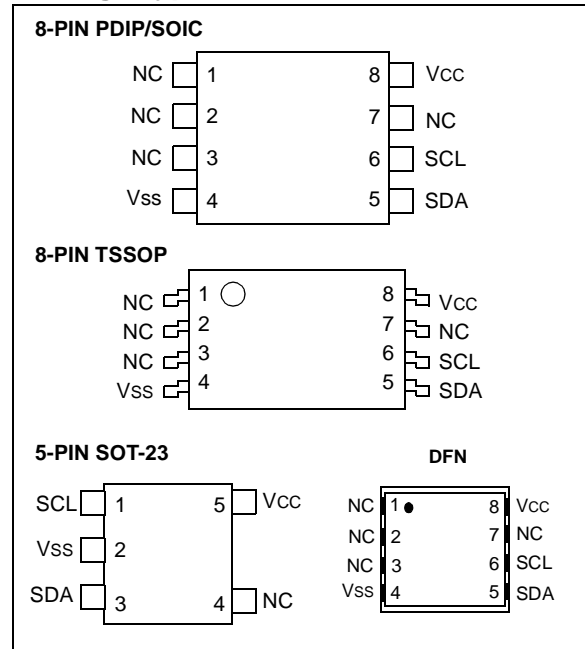 8-PIN PDIP/SOIC
NC 1 8 Vcc
NC 2 7 NC
NC 3 6 SCL
Vss 4 5 SDA
8-PIN TSSOP
NC 1 8 Vcc
NC 2 7 NC
NC 3 6 SCL
Vss 4 5 SDA
5-PIN SOT-23
SCL 1 5 Vcc
Vss 2
SDA 3 4 NC
DFN
NC 1 8 Vcc
NC 2 7 NC
NC 3 6 SCL
Vss 4 5 SDA